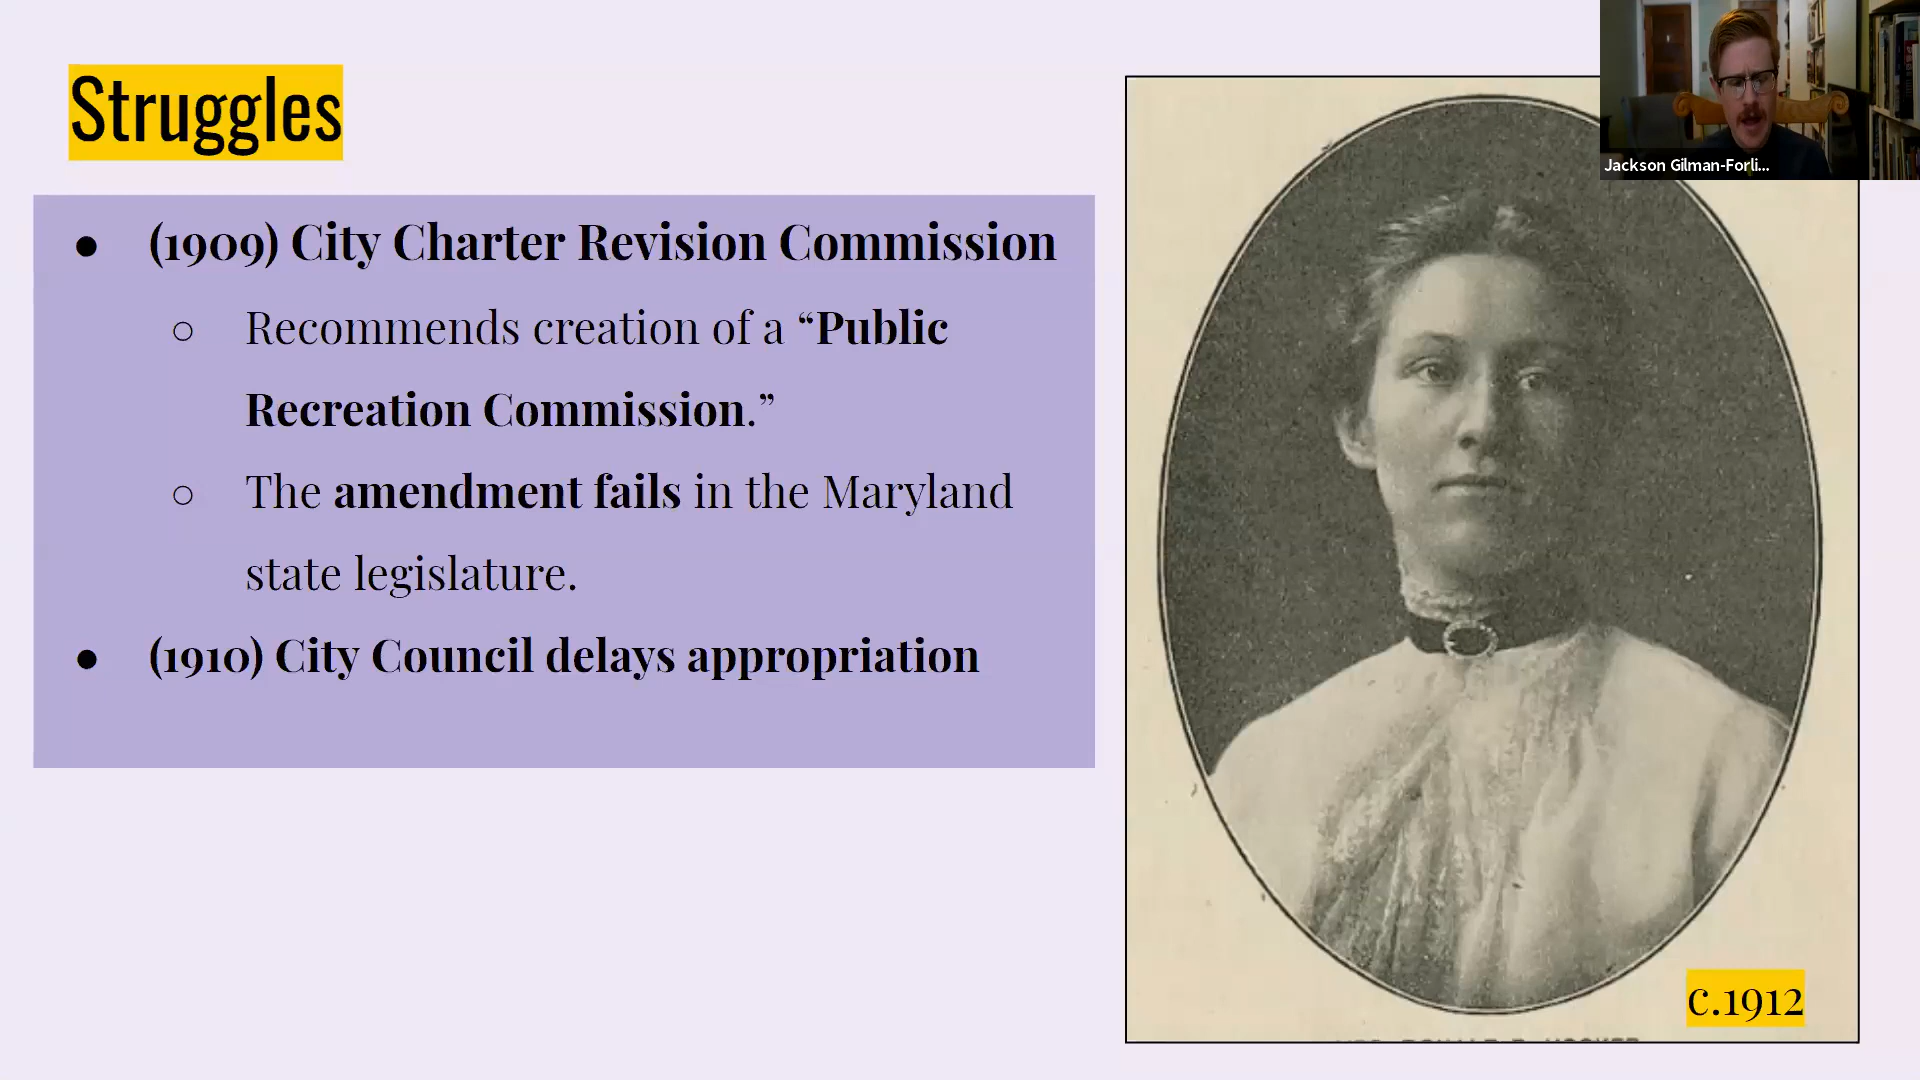 Struggles
● (1909) City Charter Revision Commission
○ Recommends creation of a “Public
Recreation Commission.”
○ The amendment fails in the Maryland
state legislature.
● (1910) City Council delays appropriation
Jackson Gilman-Forli...
c.1912